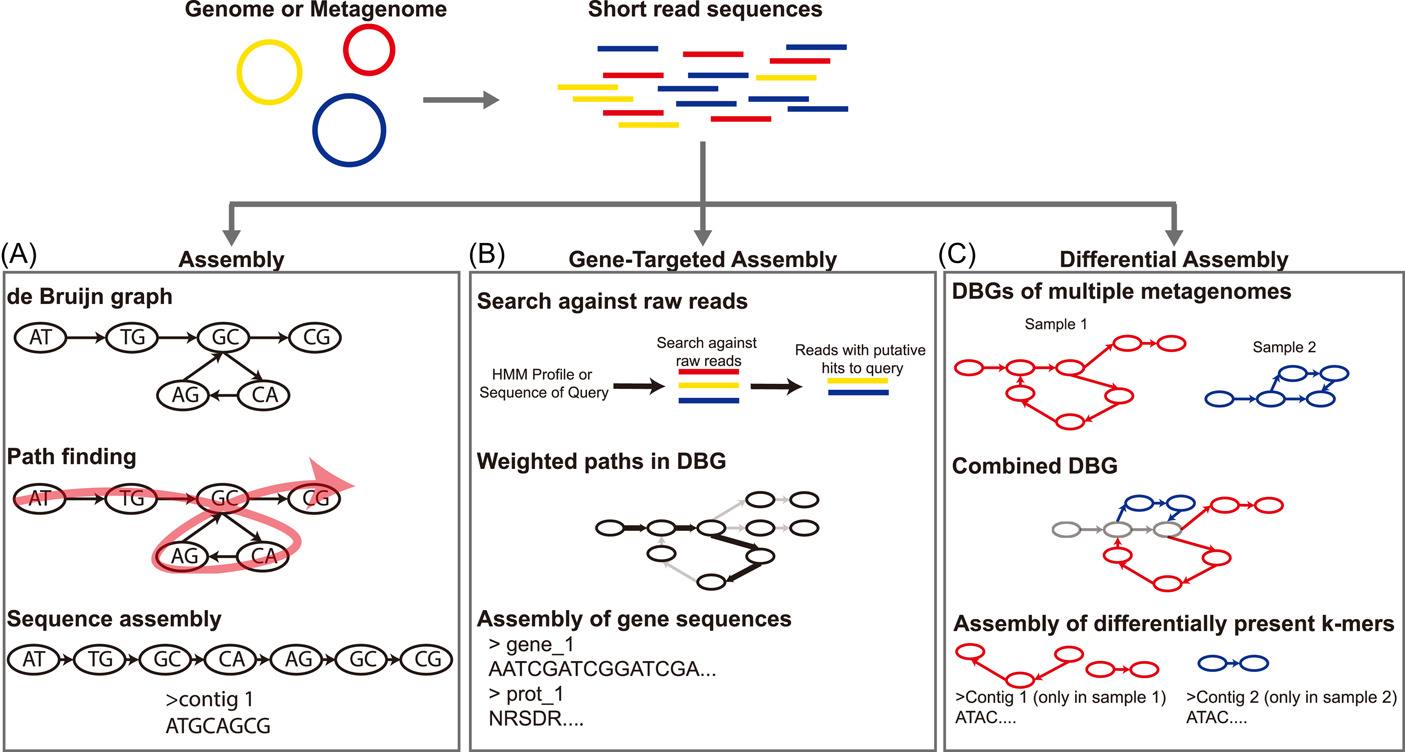 Genome or Metagenome
Short read sequences
(A)
Assembly
de Bruijn graph
AT TG GC CG
AG CA
Path finding
AT TG GC CG
AG CA
Sequence assembly
AT TG GC CA AG GC CG
>contig 1
ATGCAGCG
(B)
Gene-Targeted Assembly
Search against raw reads
HMM Profile or
Sequence of Query
Search against
raw reads
Reads with putative
hits to query
Weighted paths in DBG
Assembly of gene sequences
> gene_1
AATCGATCGGATCGA...
> prot_1
NRSDR....
(C)
Differential Assembly
DBGs of multiple metagenomes
Sample 1
Sample 2
Combined DBG
Assembly of differentially present k-mers
>Contig 1 (only in sample 1)
ATAC....
>Contig 2 (only in sample 2)
ATAC....